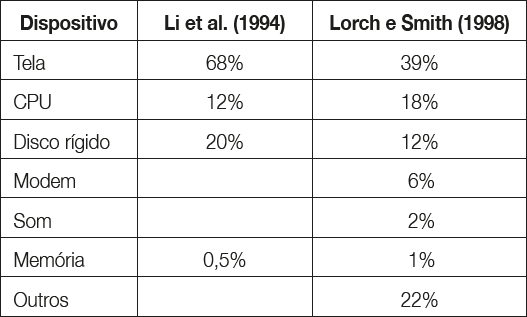 Dispositivo Li et al. (1994) Lorch e Smith (1998)
Tela 68% 39%
CPU 12% 18%
Disco rígido 20% 12%
Modem 6%
Som 2%
Memória 0,5% 1%
Outros 22%